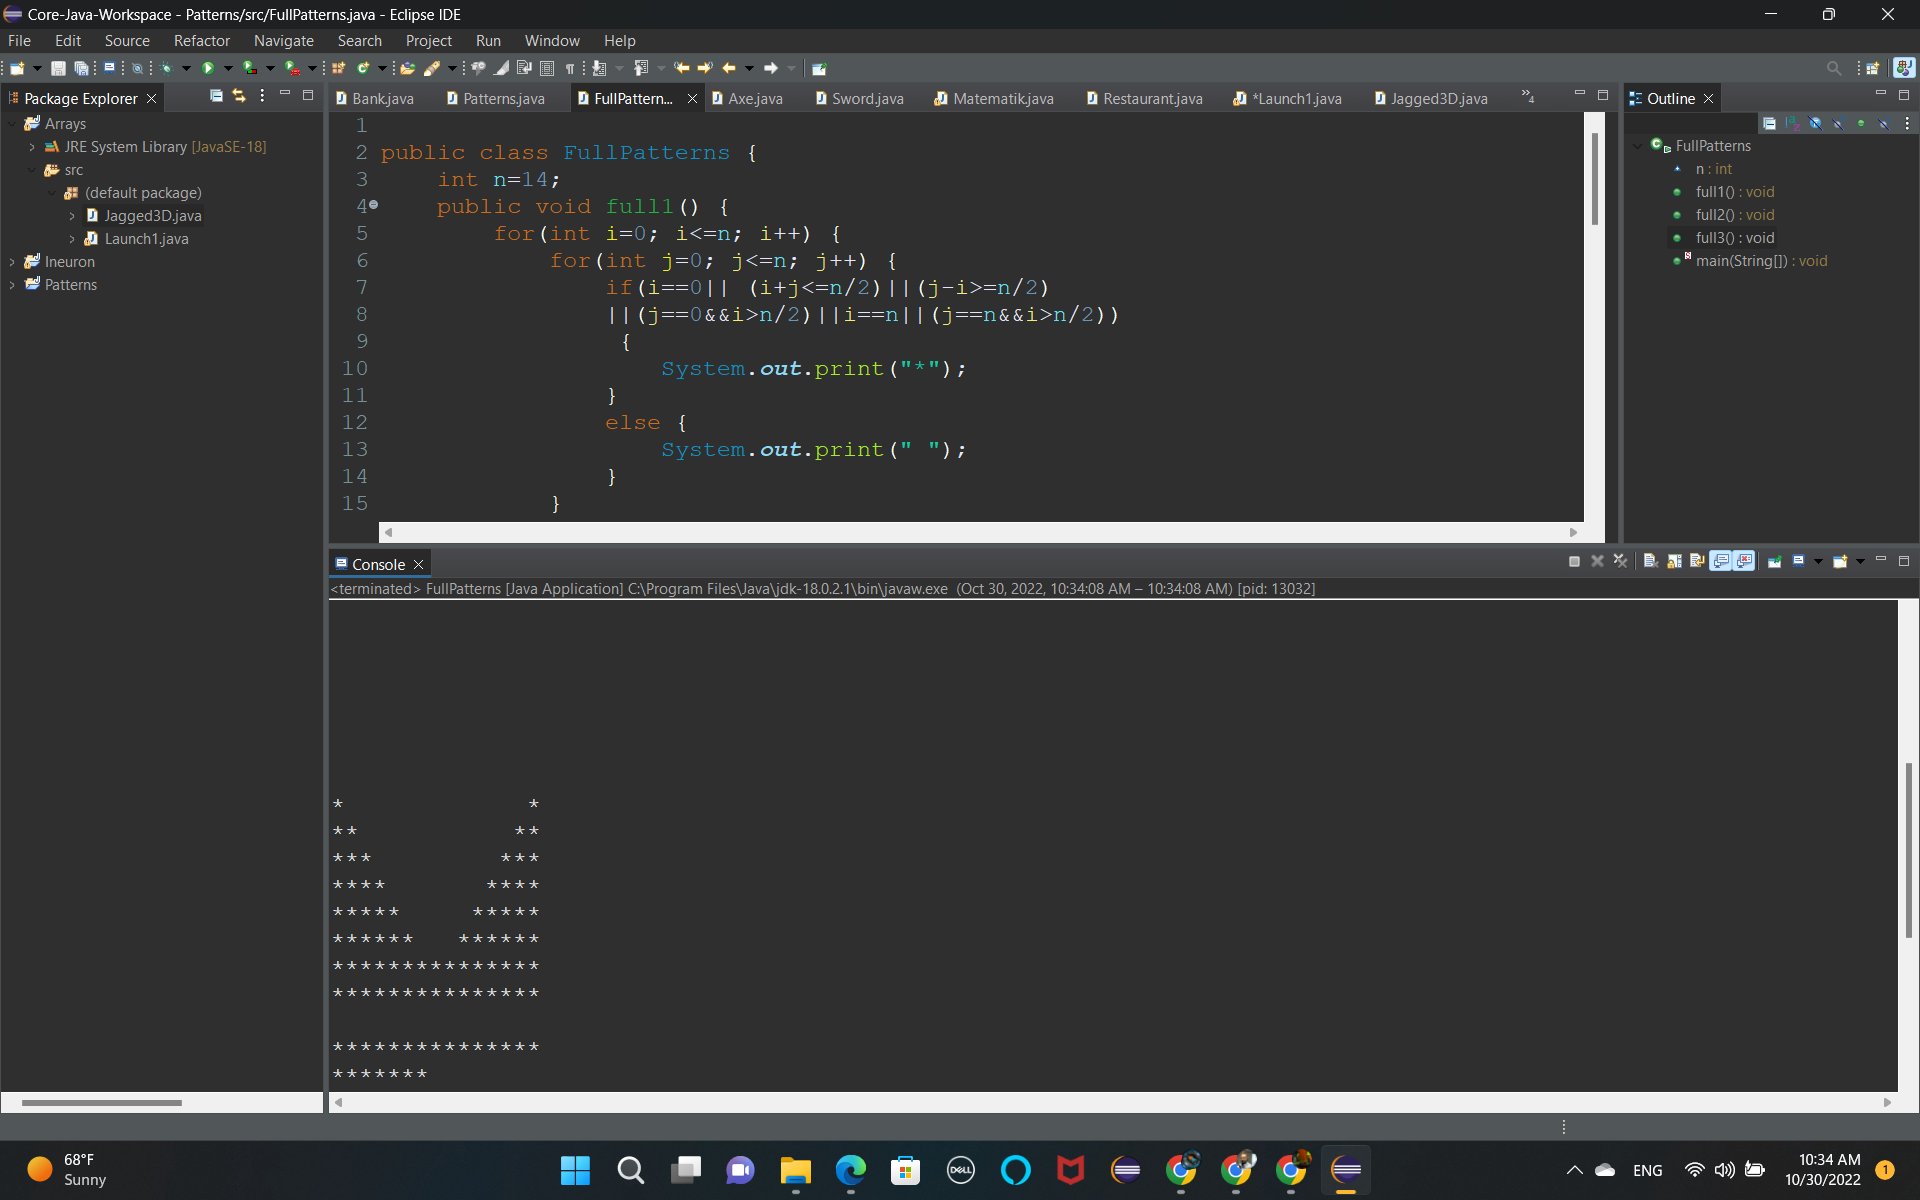 Core-Java-Workspace - Patterns/src/FullPatterns.java - Eclipse IDE
File Edit Source Refactor Navigate Search Project Run Window Help
Package Explorer
Arrays
JRE System Library [JavaSE-18]
src
(default package)
Jagged3D.java
Launch1.java
Ineuron
Patterns
Bank.java Patterns.java FullPattern... Axe.java Sword.java Matematik.java Restaurant.java *Launch1.java Jagged3D.java »4
1
2 public class FullPatterns {
3 int n=14;
4 public void full1() {
5 for(int i=0; i<=n; i++) {
6 for(int j=0; j<=n; j++) {
7 if(i==0|| (i+j<=n/2)||(j-i>=n/2)
8 ||(j==0&&i>n/2)||i==n||(j==n&&i>n/2))
9 {
10 System.out.print("*");
11 }
12 else {
13 System.out.print(" ");
14 }
15 }
Outline
FullPatterns
n : int
full1() : void
full2() : void
full3() : void
main(String[]) : void
Console
<terminated> FullPatterns [Java Application] C:\Program Files\Java\jdk-18.0.2.1\bin\javaw.exe (Oct 30, 2022, 10:34:08 AM – 10:34:08 AM) [pid: 13032]
*             *
**           **
***         ***
****       ****
*****     *****
******   ******
***************
***************
***************
*******
68°F
Sunny
DELL
ENG
10:34 AM
10/30/2022
1